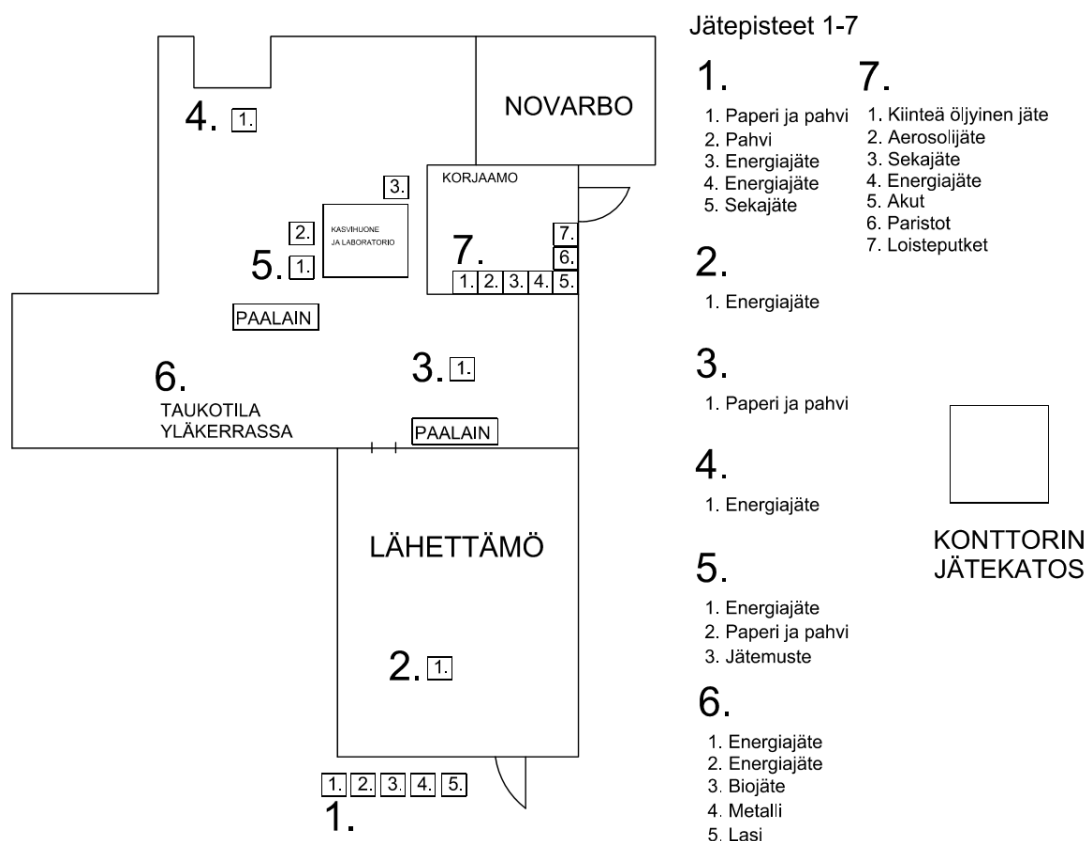 Jätepisteet 1-7
NOVARBO
4. 1.
KORJAAMO
3.
KASVIHUONE
JA LABORATORIO
2.
5. 1.
7.
7.
6.
1. 2. 3. 4. 5.
PAALAIN
3. 1.
6.
TAUKOTILA
YLÄKERRASSA
PAALAIN
LÄHETTÄMÖ
2. 1.
1. 2. 3. 4. 5.
1.
1.
1. Paperi ja pahvi
2. Pahvi
3. Energiajäte
4. Energiajäte
5. Sekajäte
2.
1. Energiajäte
3.
1. Paperi ja pahvi
4.
1. Energiajäte
5.
1. Energiajäte
2. Paperi ja pahvi
3. Jätemuste
6.
1. Energiajäte
2. Energiajäte
3. Biojäte
4. Metalli
5. Lasi
7.
1. Kiinteä öljyinen jäte
2. Aerosolijäte
3. Sekajäte
4. Energiajäte
5. Akut
6. Paristot
7. Loisteputket
KONTTORIN
JÄTEKATOS